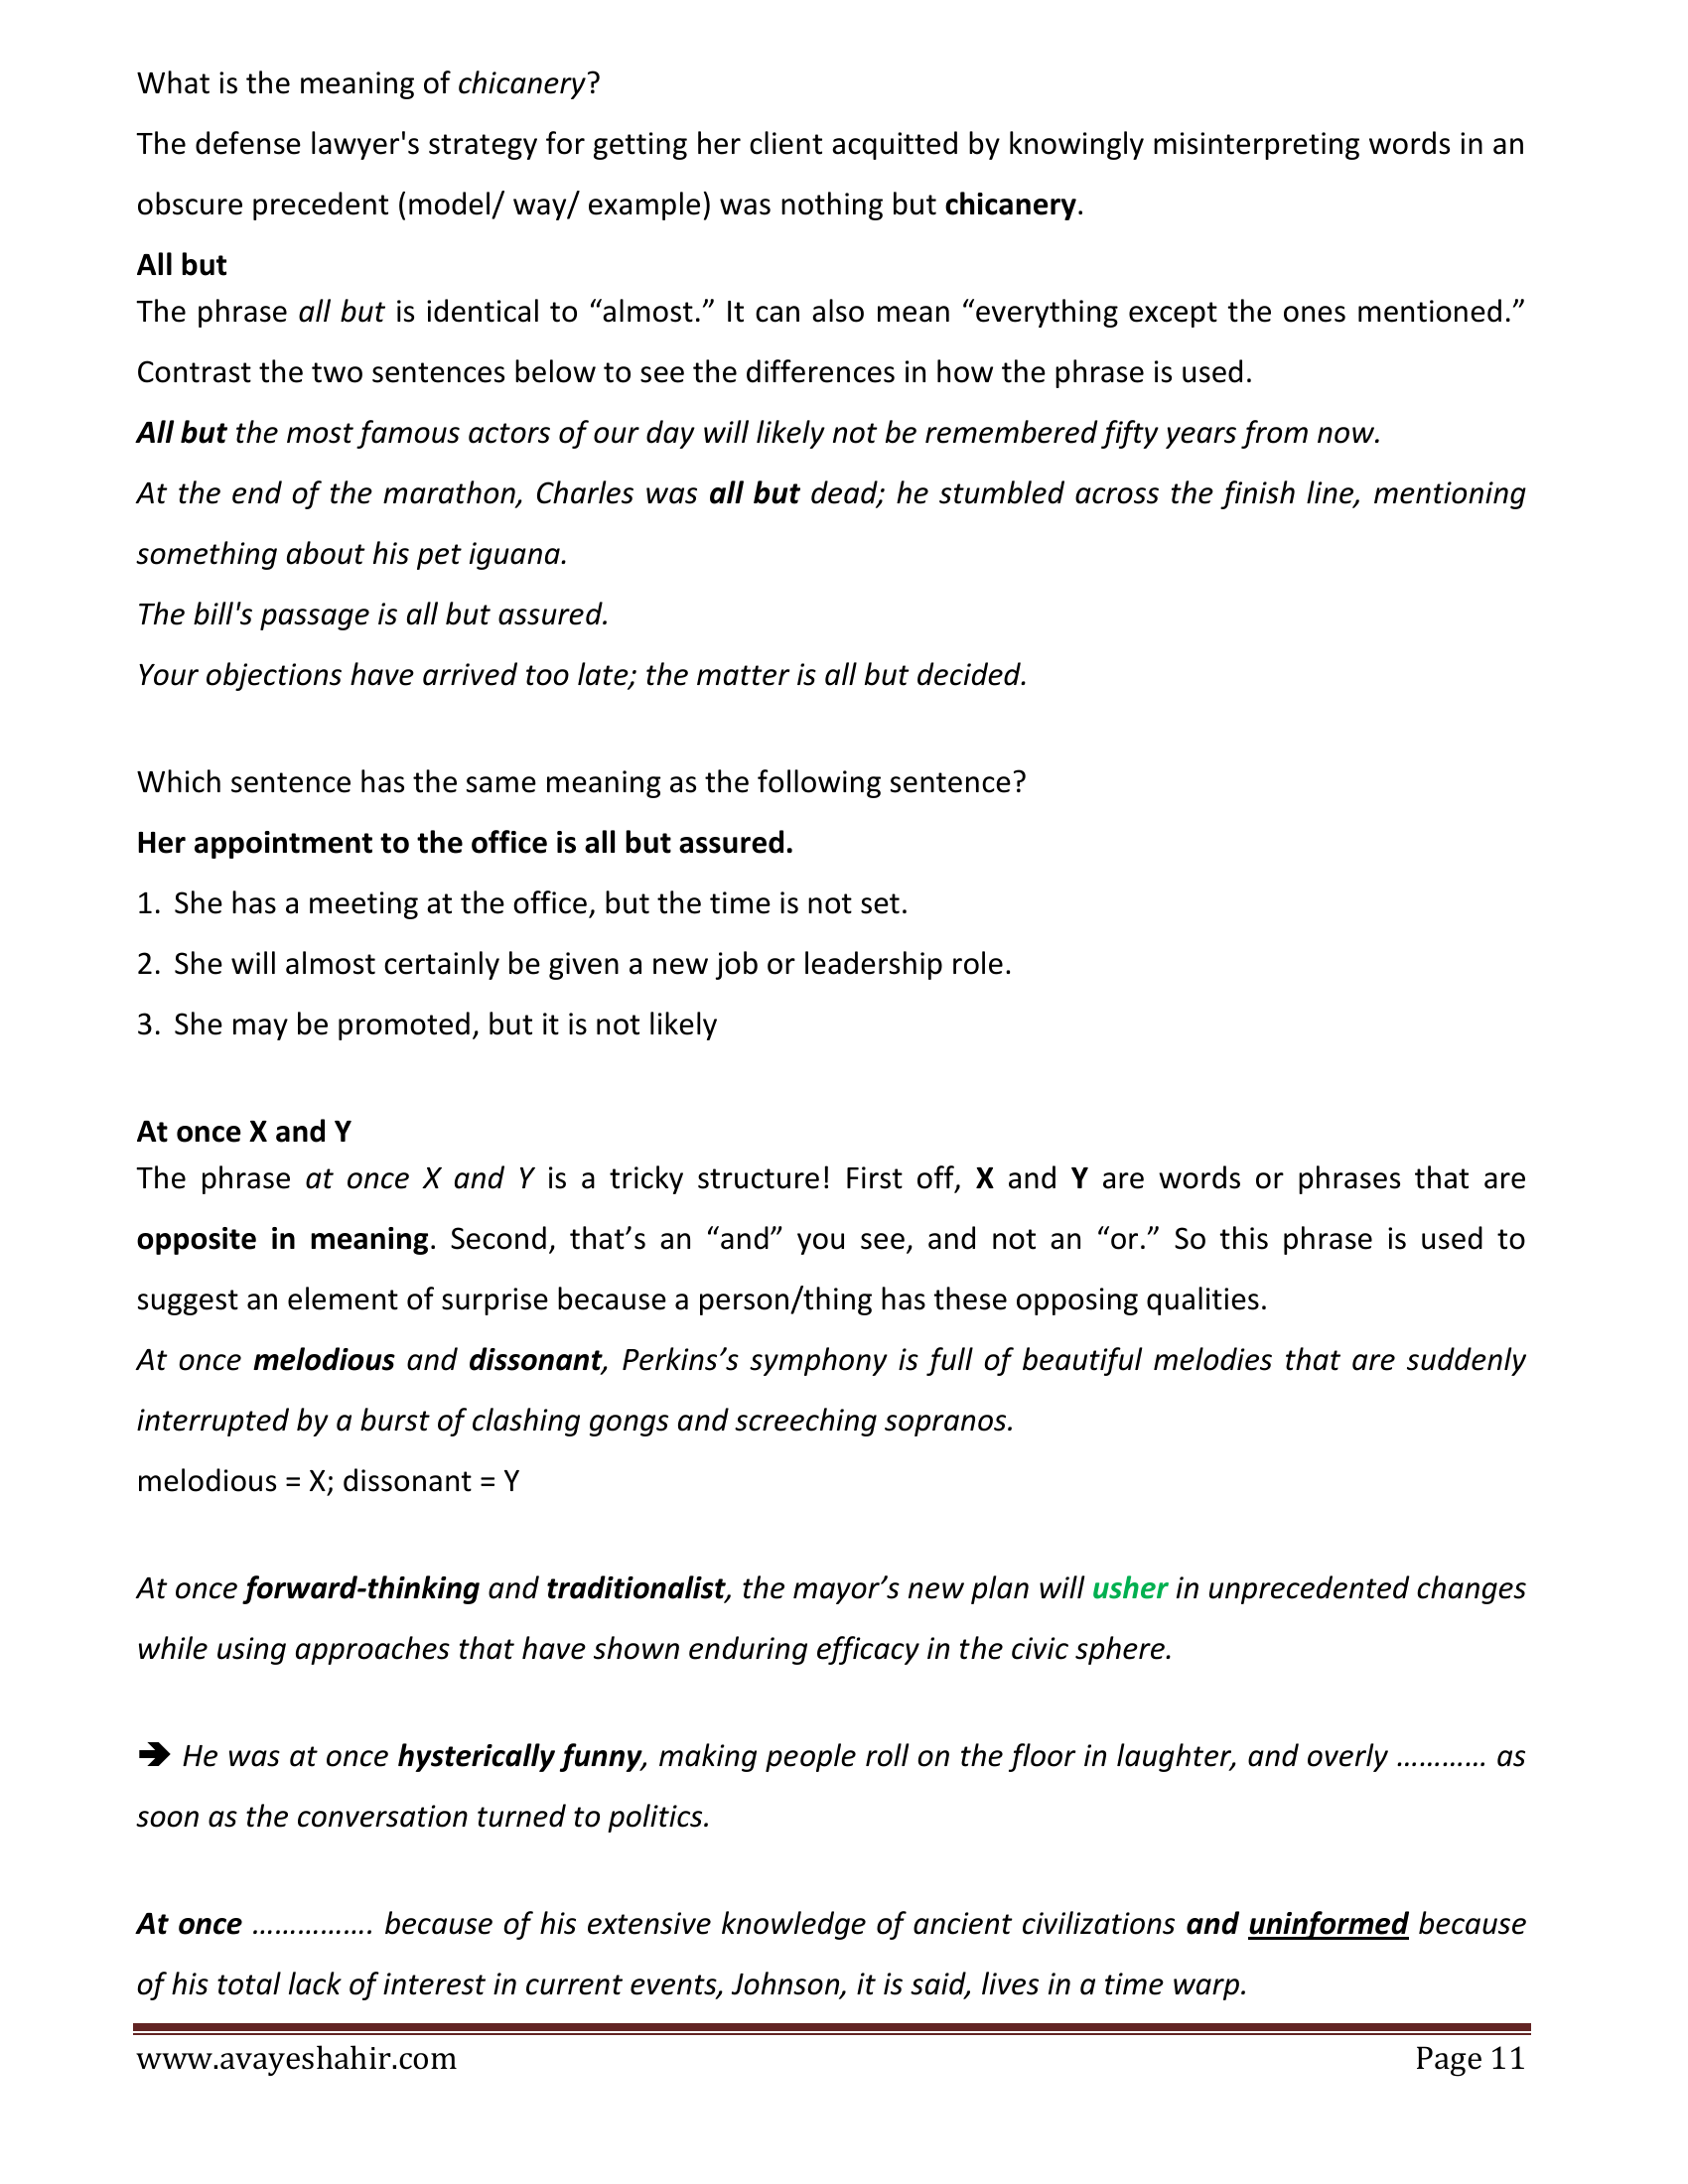 What is the meaning of chicanery?
The defense lawyer's strategy for getting her client acquitted by knowingly misinterpreting words in an
obscure precedent (model/ way/ example) was nothing but chicanery.
All but
The phrase all but is identical to “almost.” It can also mean “everything except the ones mentioned.”
Contrast the two sentences below to see the differences in how the phrase is used.
All but the most famous actors of our day will likely not be remembered fifty years from now.
At the end of the marathon, Charles was all but dead; he stumbled across the finish line, mentioning
something about his pet iguana.
The bill's passage is all but assured.
Your objections have arrived too late; the matter is all but decided.
Which sentence has the same meaning as the following sentence?
Her appointment to the office is all but assured.
1. She has a meeting at the office, but the time is not set.
2. She will almost certainly be given a new job or leadership role.
3. She may be promoted, but it is not likely
At once X and Y
The phrase at once X and Y is a tricky structure! First off, X and Y are words or phrases that are
opposite in meaning. Second, that’s an “and” you see, and not an “or.” So this phrase is used to
suggest an element of surprise because a person/thing has these opposing qualities.
At once melodious and dissonant, Perkins’s symphony is full of beautiful melodies that are suddenly
interrupted by a burst of clashing gongs and screeching sopranos.
melodious = X; dissonant = Y
At once forward-thinking and traditionalist, the mayor’s new plan will usher in unprecedented changes
while using approaches that have shown enduring efficacy in the civic sphere.
➔ He was at once hysterically funny, making people roll on the floor in laughter, and overly ………… as
soon as the conversation turned to politics.
At once ……………. because of his extensive knowledge of ancient civilizations and uninformed because
of his total lack of interest in current events, Johnson, it is said, lives in a time warp.
www.avayeshahir.com Page 11